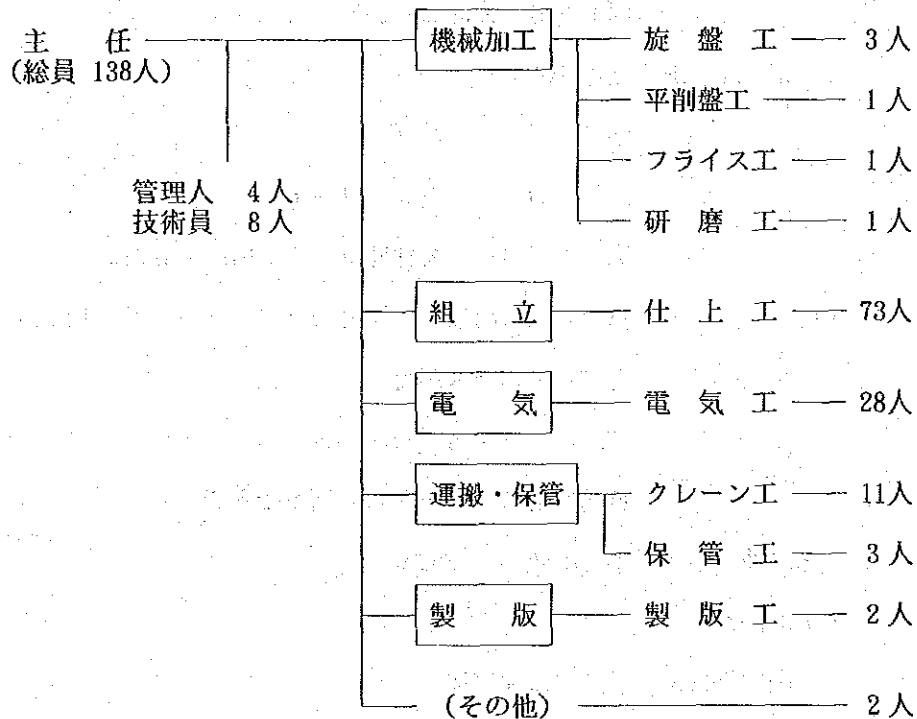 主任
(総員 138人)
管理人 4人
技術員 8人
機械加工
旋盤工 3人
平削盤工 1人
フライス工 1人
研磨工 1人
組立
仕上工 73人
電気
電気工 28人
運搬・保管
クレーン工 11人
保管工 3人
製版
製版工 2人
(その他) 2人